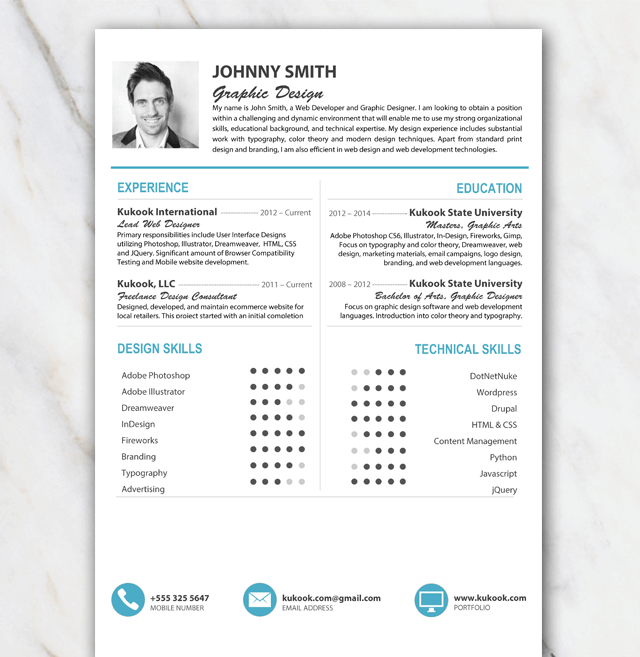 JOHNNY SMITH
Graphic Design
My name is John Smith, a Web Developer and Graphic Designer. I am looking to obtain a position
within a challenging and dynamic environment that will enable me to use my strong organizational
skills, educational background, and technical expertise. My design experience includes substantial
work with typography, color theory and modern design techniques. Apart from standard print
design and branding, I am also efficient in web design and web development technologies.
EXPERIENCE
Kukook International 2012 – Current
Lead Web Designer
Primary responsibilities include User Interface Designs
utilizing Photoshop, Illustrator, Dreamweaver, HTML, CSS
and JQuery. Significant amount of Browser Compatibility
Testing and Mobile website development.
Kukook, LLC 2011 – Current
Freelance Design Consultant
Designed, developed, and maintain ecommerce website for
local retailers. This project started with an initial completion
EDUCATION
2012 – 2014 Kukook State University
Masters, Graphic Arts
Adobe Photoshop CS6, Illustrator, In-Design, Fireworks, Gimp,
Focus on typography and color theory, Dreamweaver, web
design, marketing materials, email campaigns, logo design,
branding, and web development languages.
2008 – 2012 Kukook State University
Bachelor of Arts, Graphic Designer
Focus on graphic design software and web development
languages. Introduction into color theory and typography.
DESIGN SKILLS
Adobe Photoshop
Adobe Illustrator
Dreamweaver
InDesign
Fireworks
Branding
Typography
Advertising
TECHNICAL SKILLS
DotNetNuke
Wordpress
Drupal
HTML & CSS
Content Management
Python
Javascript
jQuery
+555 325 5647
MOBILE NUMBER
kukook.com@gmail.com
EMAIL ADDRESS
www.kukook.com
PORTFOLIO